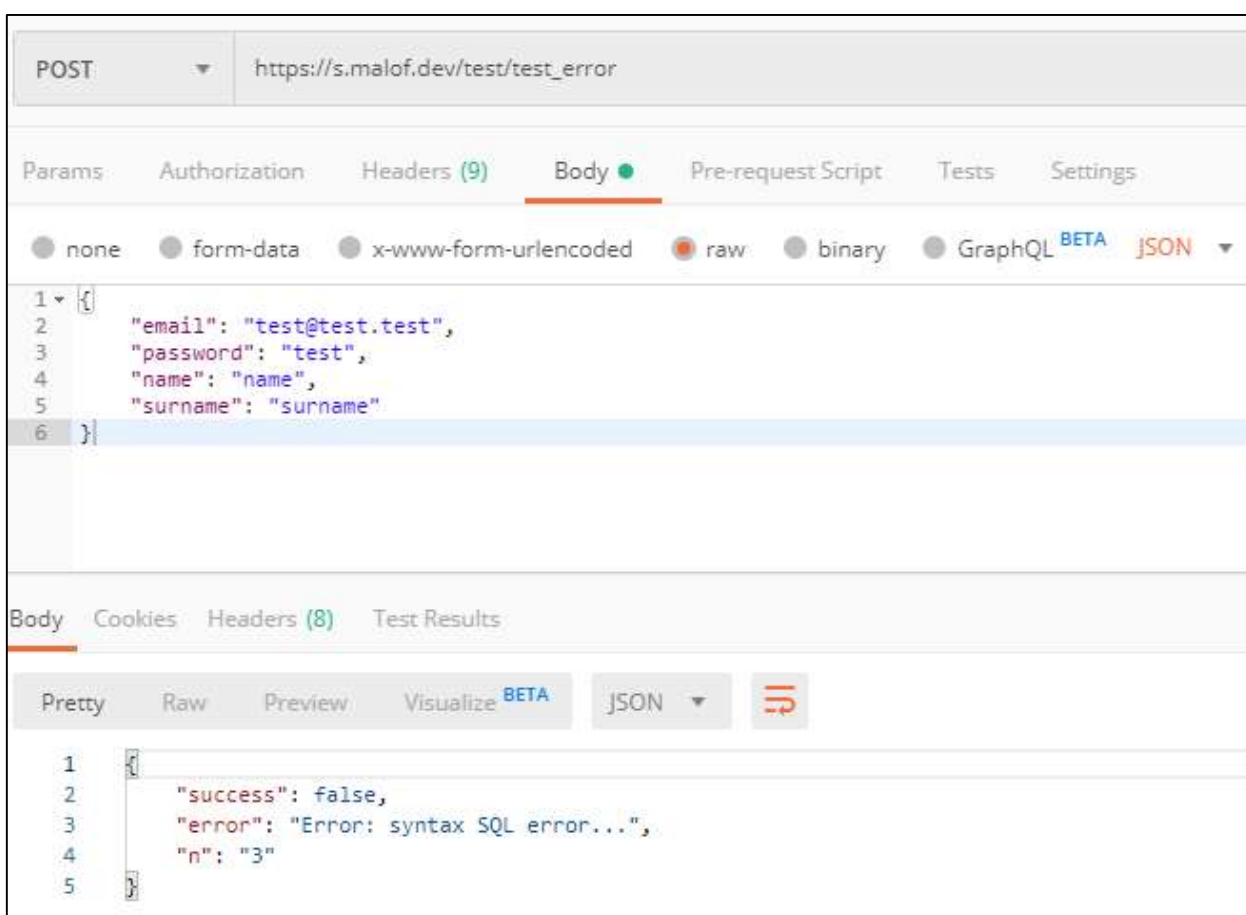 POST https://s.malof.dev/test/test_error
Params Authorization Headers (9) Body Pre-request Script Tests Settings
none form-data x-www-form-urlencoded raw binary GraphQL BETA JSON
1 {
2 "email": "test@test.test",
3 "password": "test",
4 "name": "name",
5 "surname": "surname"
6 }
Body Cookies Headers (8) Test Results
Pretty Raw Preview Visualize BETA JSON
1 {
2 "success": false,
3 "error": "Error: syntax SQL error...",
4 "n": "3"
5 }